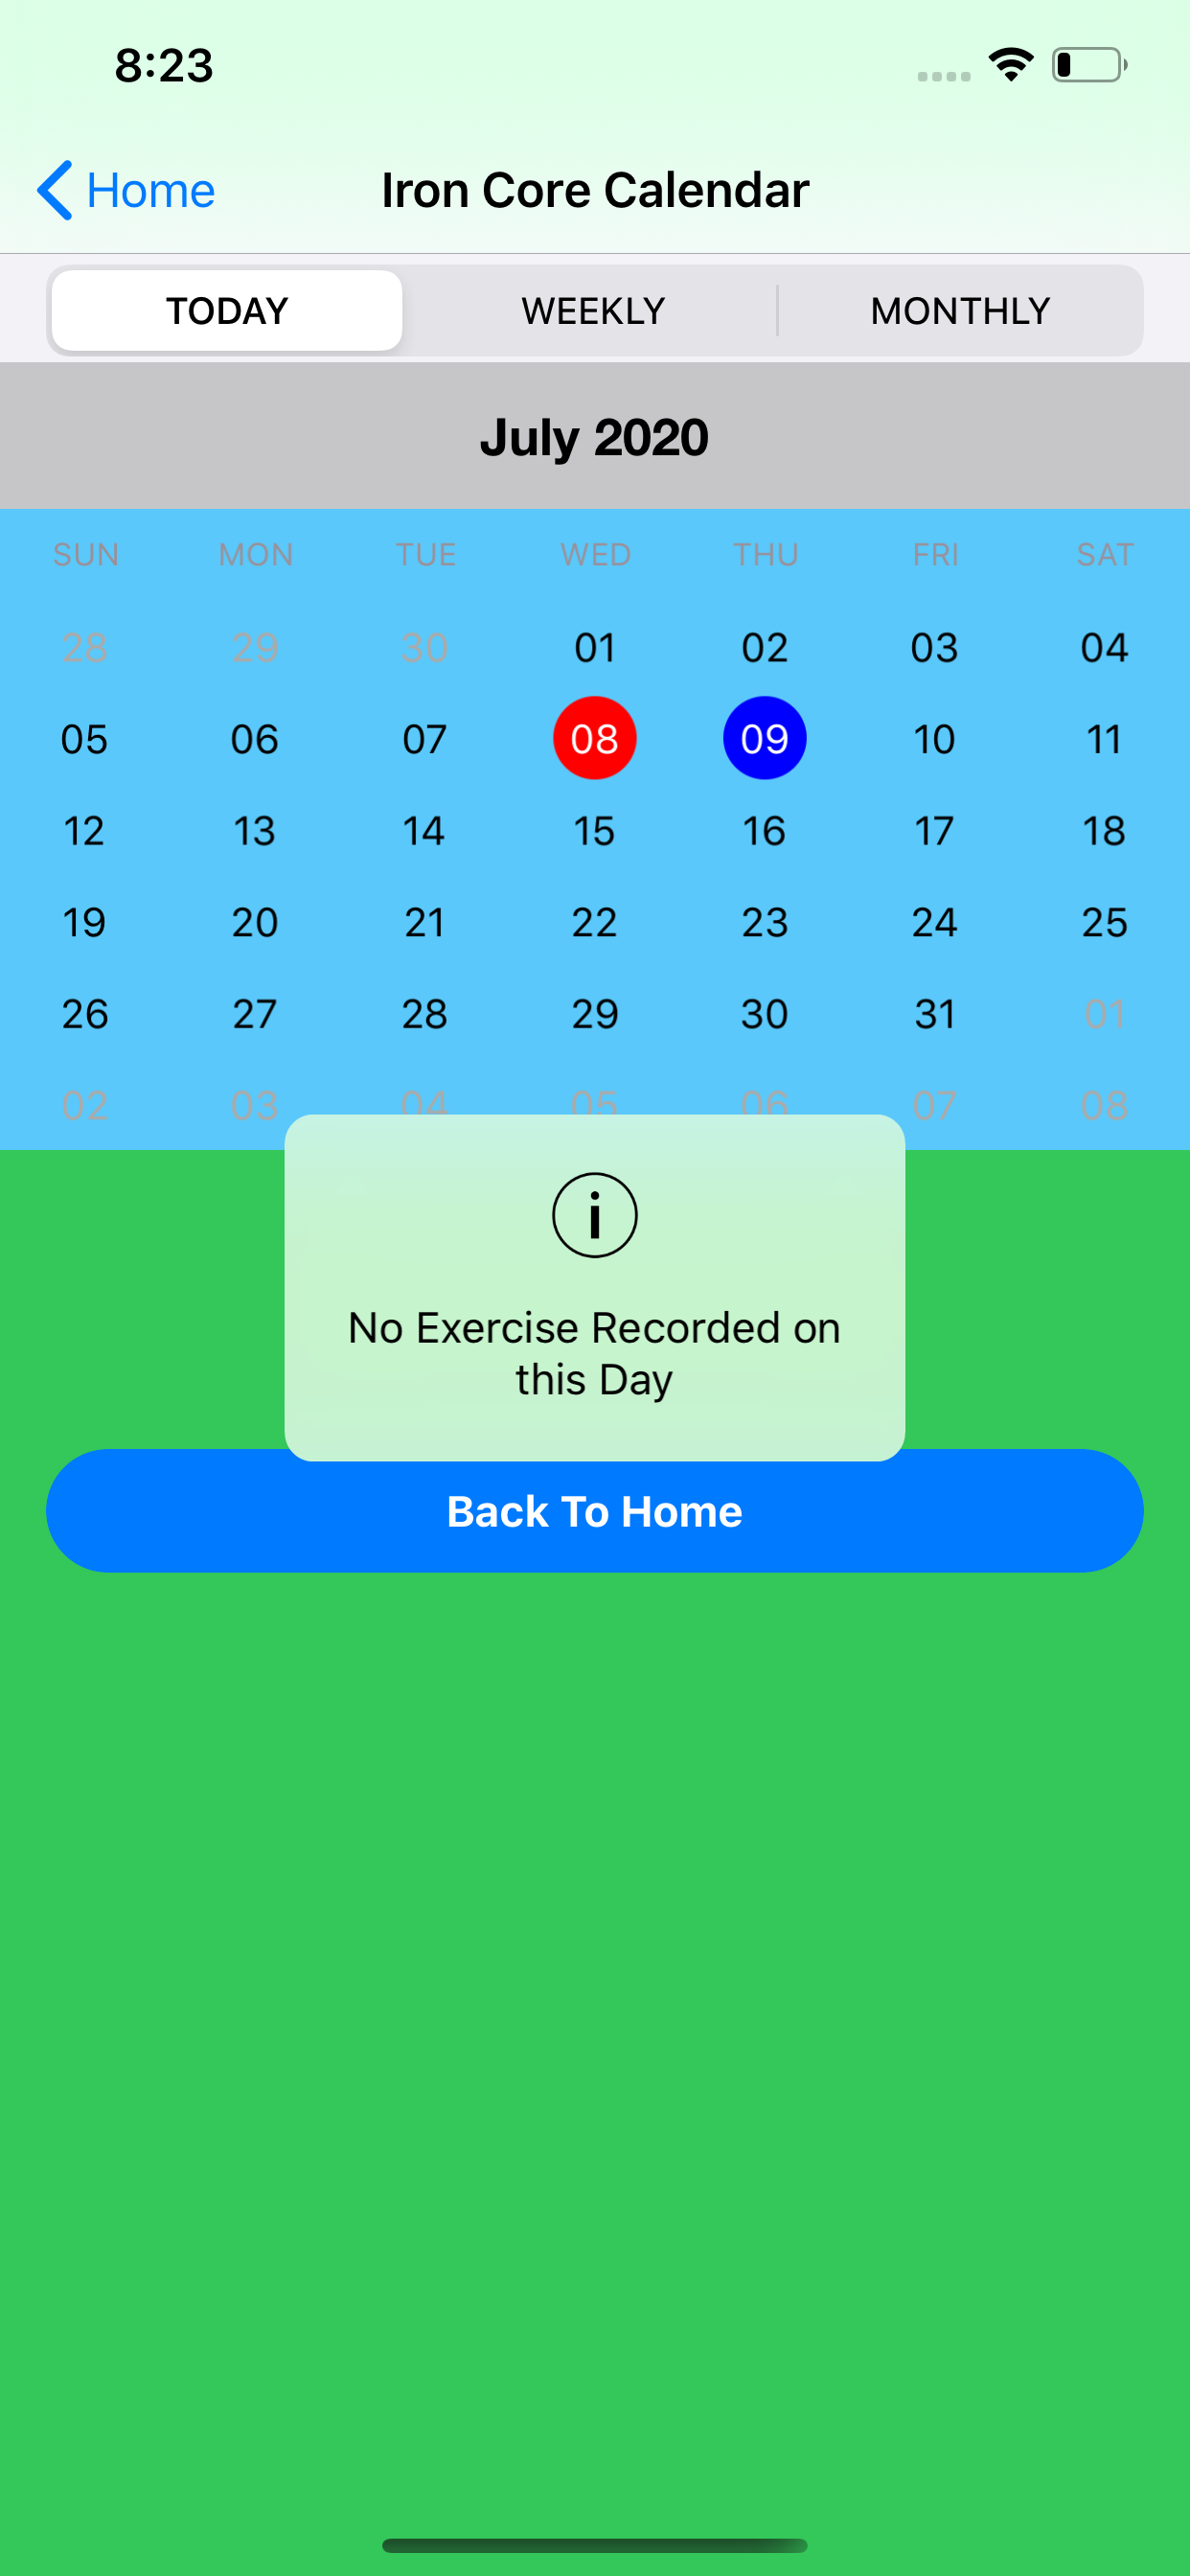 8:23
Home Iron Core Calendar
TODAY WEEKLY MONTHLY
July 2020
SUN MON TUE WED THU FRI SAT
28 29 30 01 02 03 04
05 06 07 08 09 10 11
12 13 14 15 16 17 18
19 20 21 22 23 24 25
26 27 28 29 30 31 01
02 03 04 05 06 07 08
i
No Exercise Recorded on
this Day
Back To Home